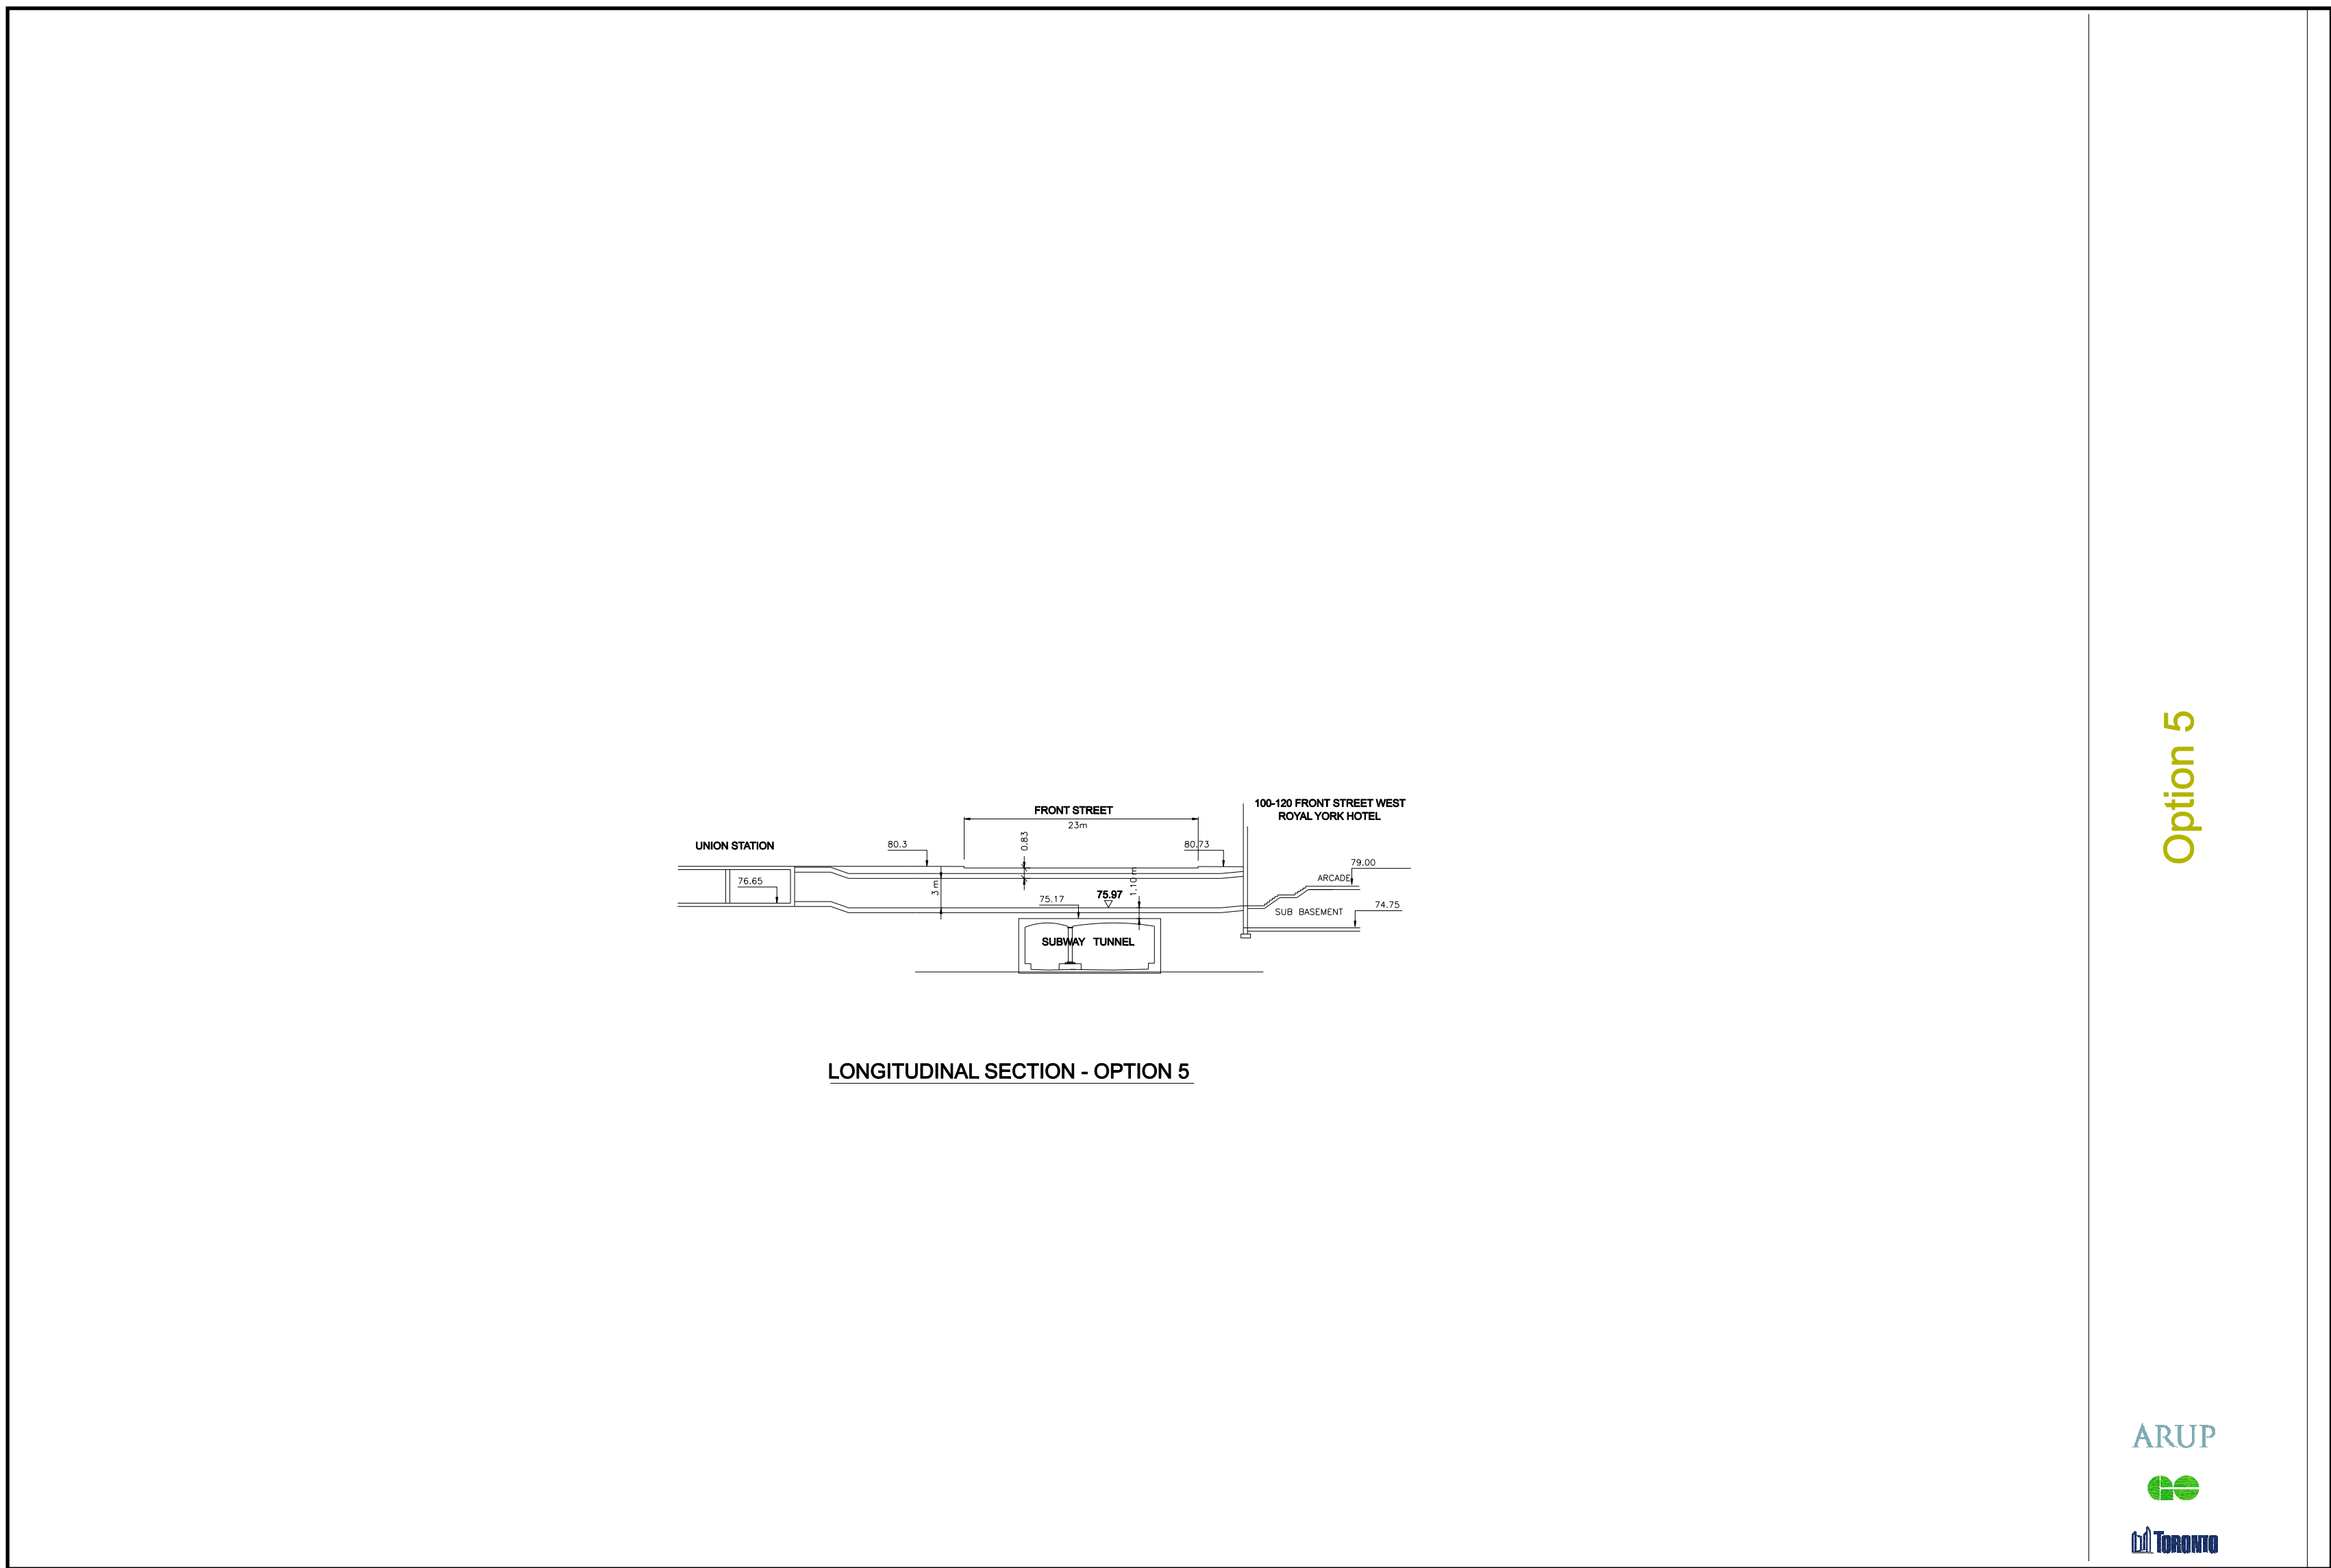 100-120 FRONT STREET WEST
ROYAL YORK HOTEL
FRONT STREET
23m
UNION STATION
80.3
0.83
80.73
79.00
ARCADE
76.65
3 m
1.10 m
75.97
75.17
74.75
SUB BASEMENT
SUBWAY TUNNEL
LONGITUDINAL SECTION - OPTION 5
Option 5
ARUP
GO
TORONTO